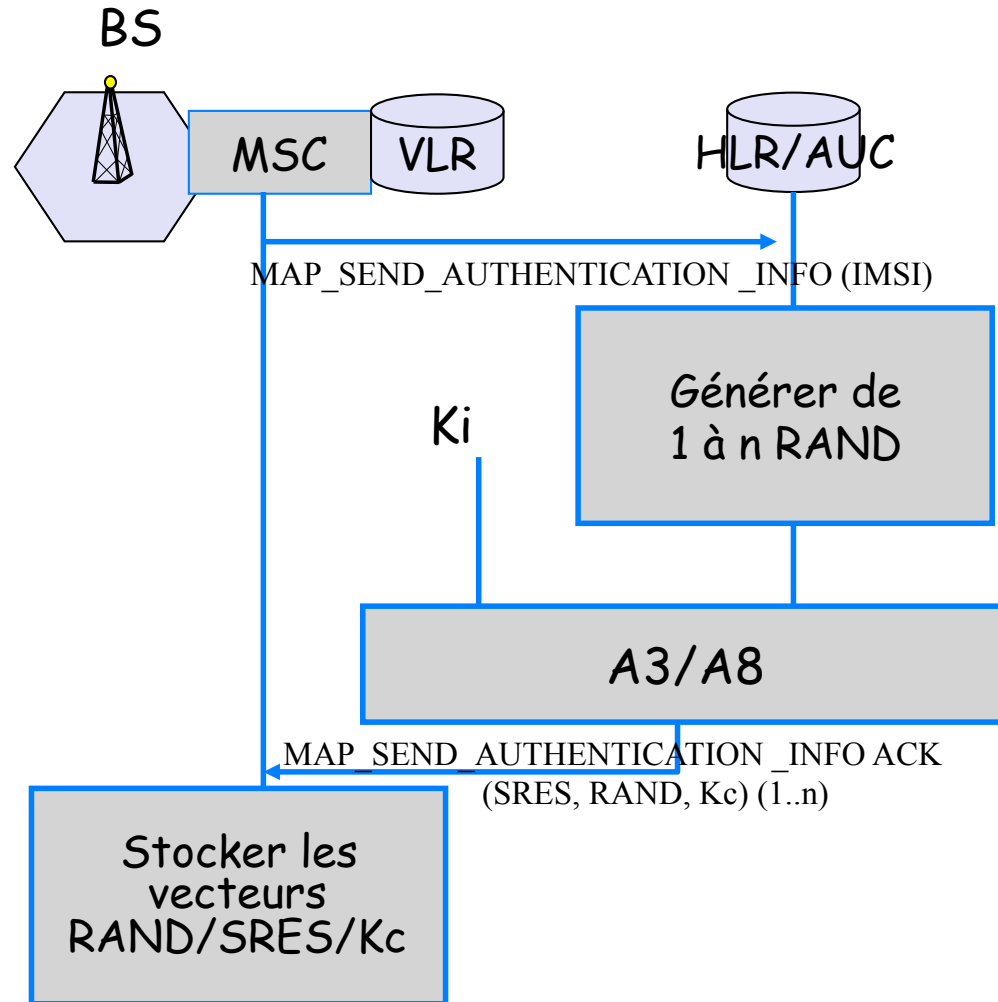 BS
MSC
VLR
HLR/AUC
MAP_SEND_AUTHENTICATION _INFO (IMSI)
Générer de
1 à n RAND
Ki
A3/A8
MAP_SEND_AUTHENTICATION _INFO ACK
(SRES, RAND, Kc) (1..n)
Stocker les
vecteurs
RAND/SRES/Kc